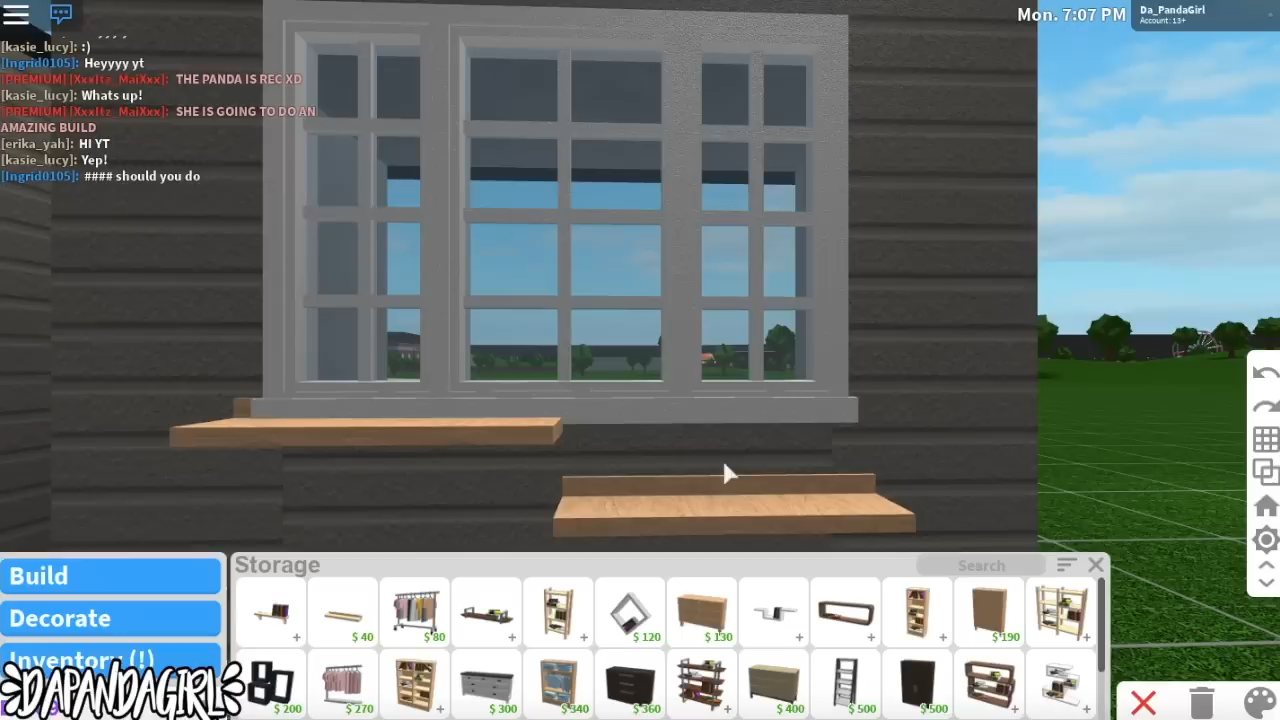 Mon. 7:07 PM
Da_PandaGirl
Account: 13+
[kasie_lucy]: :)
[Ingrid0105]: Heyyyy yt
[PREMIUM] [XxxItz_MaiXxx]: THE PANDA IS REC XD
[kasie_lucy]: Whats up!
[PREMIUM] [XxxItz_MaiXxx]: SHE IS GOING TO DO AN
AMAZING BUILD
[erika_yah]: HI YT
[kasie_lucy]: Yep!
[Ingrid0105]: #### should you do
Build
Decorate
Inventory (!)
DAPANDAGIRL
Storage
Search
$ 40
$ 80
$ 120
$ 130
$ 190
$ 200
$ 270
$ 300
$ 340
$ 360
$ 400
$ 500
$ 500